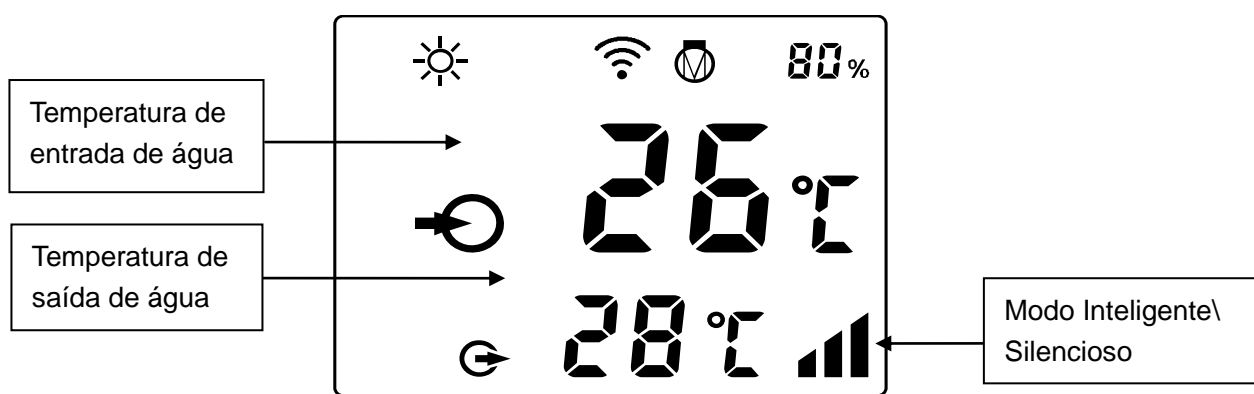 80%
Temperatura de
entrada de água
26°C
Temperatura de
saída de água
28°C
Modo Inteligente\
Silencioso